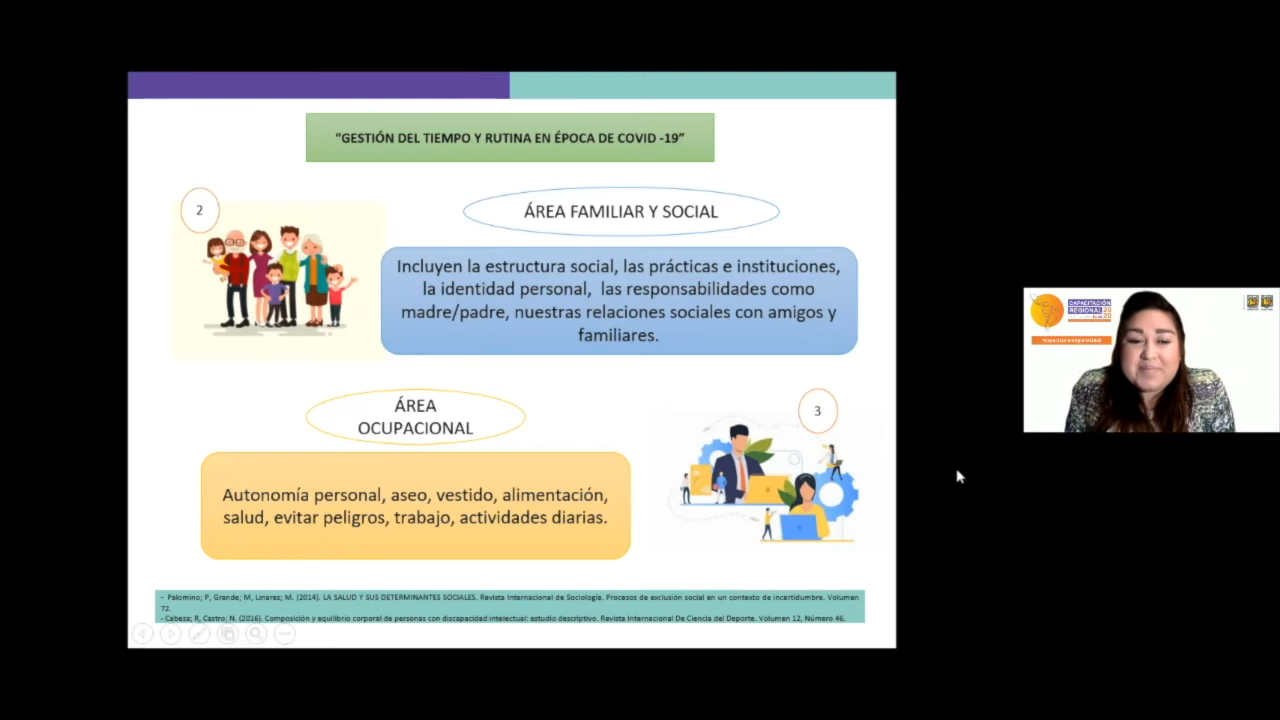 “GESTIÓN DEL TIEMPO Y RUTINA EN ÉPOCA DE COVID -19”
2
ÁREA FAMILIAR Y SOCIAL
Incluyen la estructura social, las prácticas e instituciones,
la identidad personal, las responsabilidades como
madre/padre, nuestras relaciones sociales con amigos y
familiares.
ÁREA
OCUPACIONAL
3
Autonomía personal, aseo, vestido, alimentación,
salud, evitar peligros, trabajo, actividades diarias.
- Palomino; P, Grande; M, Linares; M. (2014). LA SALUD Y SUS DETERMINANTES SOCIALES. Revista Internacional de Sociología. Procesos de exclusión social en un contexto de incertidumbre. Volumen
72.
- Cabeza; R, Castro; N. (2016). Composición y equilibrio corporal de personas con discapacidad intelectual: estudio descriptivo. Revista Internacional De Ciencia del Deporte. Volumen 12, Número 46.
CAPACITACIÓN
REGIONAL 2020